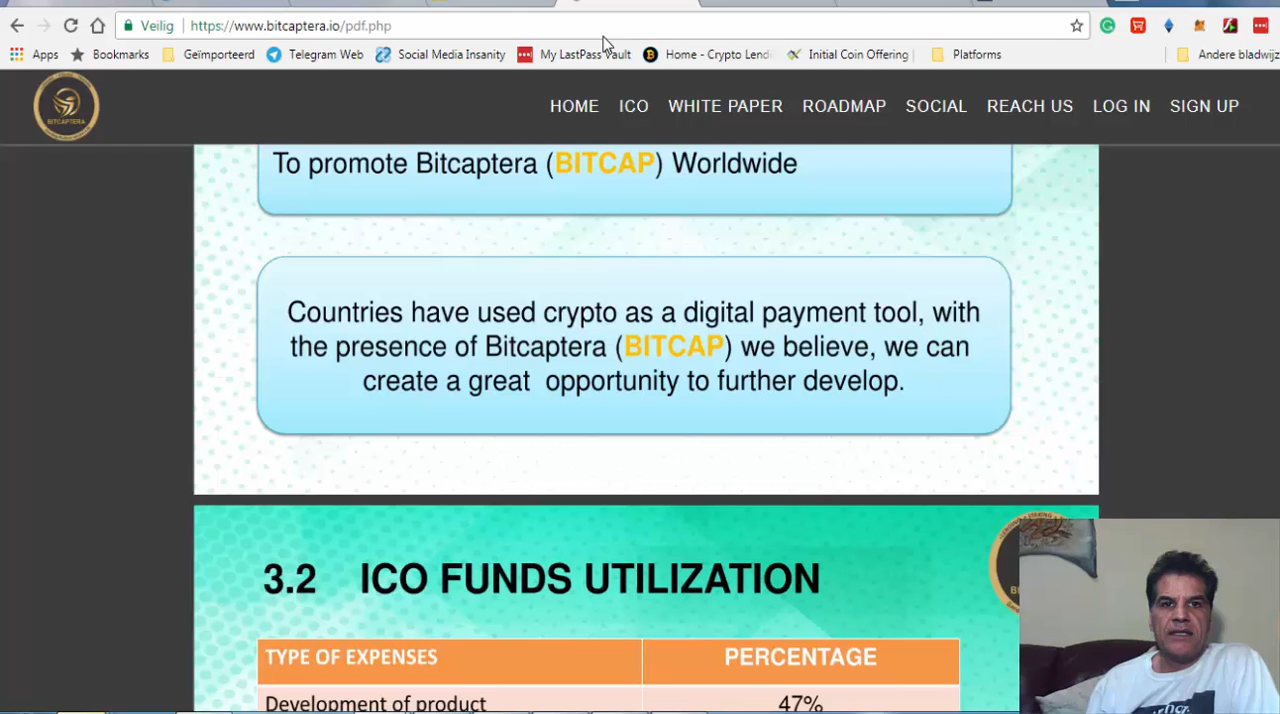 Veilig https://www.bitcaptera.io/pdf.php
Apps Bookmarks Geïmporteerd Telegram Web Social Media Insanity My LastPass Vault Home - Crypto Lendi Initial Coin Offering Platforms Andere bladwijz
BITCAPTERA HOME ICO WHITE PAPER ROADMAP SOCIAL REACH US LOG IN SIGN UP
To promote Bitcaptera (BITCAP) Worldwide
Countries have used crypto as a digital payment tool, with
the presence of Bitcaptera (BITCAP) we believe, we can
create a great opportunity to further develop.
3.2 ICO FUNDS UTILIZATION
TYPE OF EXPENSES PERCENTAGE
Development of product 47%